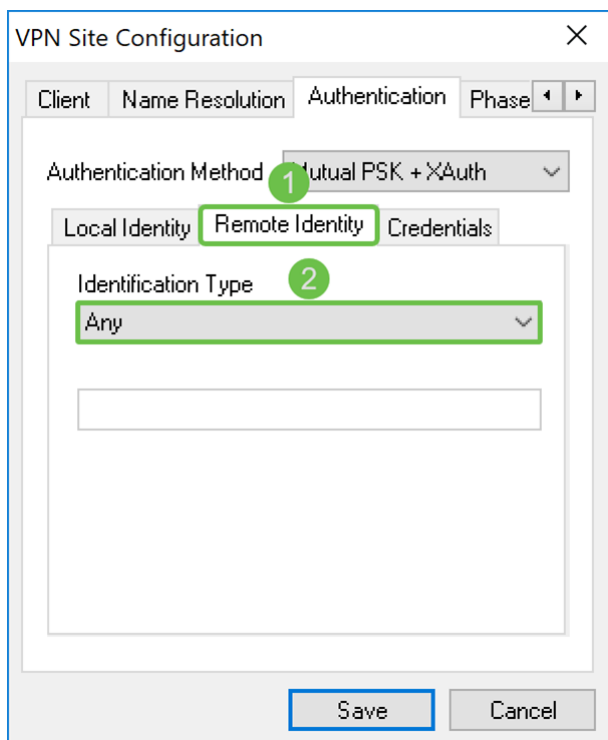 VPN Site Configuration
Client Name Resolution Authentication Phase
Authentication Method Mutual PSK + XAuth
1
Local Identity Remote Identity Credentials
Identification Type 2
Any
Save Cancel